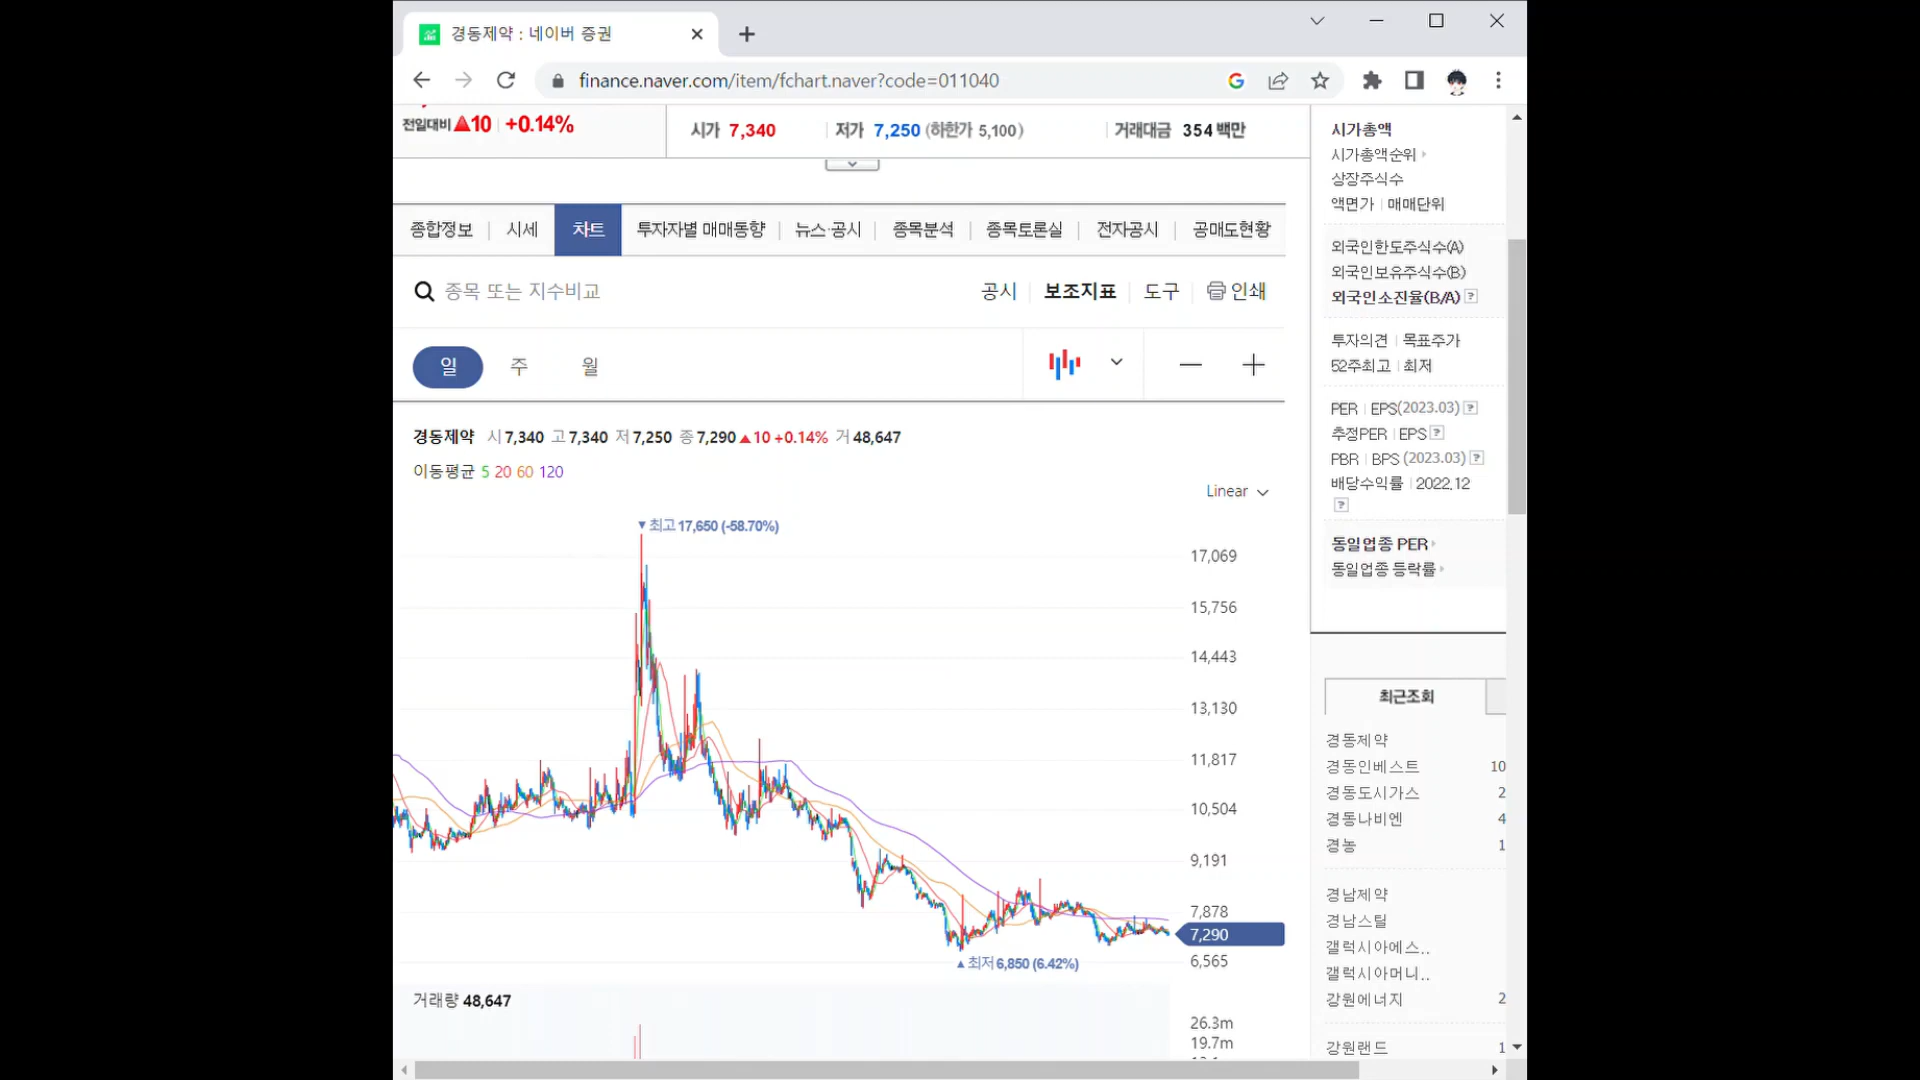 경동제약 : 네이버 증권
finance.naver.com/item/fchart.naver?code=011040
전일대비 ▲10 +0.14%
시가 7,340 저가 7,250 (하한가 5,100) 거래대금 354 백만
종합정보 시세 차트 투자자별 매매동향 뉴스·공시 종목분석 종목토론실 전자공시 공매도현황
종목 또는 지수비교 공시 보조지표 도구 인쇄
일 주 월
경동제약 시 7,340 고 7,340 저 7,250 종 7,290 ▲10 +0.14% 거 48,647
이동평균 5 20 60 120
Linear
▼최고 17,650 (-58.70%)
17,069
15,756
14,443
13,130
11,817
10,504
9,191
7,878
7,290
6,565
▲최저 6,850 (6.42%)
거래량 48,647
26.3m
19.7m
시가총액
시가총액순위
상장주식수
액면가 매매단위
외국인한도주식수(A)
외국인보유주식수(B)
외국인소진율(B/A) ?
투자의견 목표주가
52주최고 최저
PER EPS(2023.03) ?
추정PER EPS ?
PBR BPS (2023.03) ?
배당수익률 2022.12
?
동일업종 PER
동일업종 등락률
최근조회
경동제약
경동인베스트 10
경동도시가스 2
경동나비엔 4
경농 1
경남제약
경남스틸
갤럭시아에스..
갤럭시아머니..
강원에너지 2
강원랜드 1